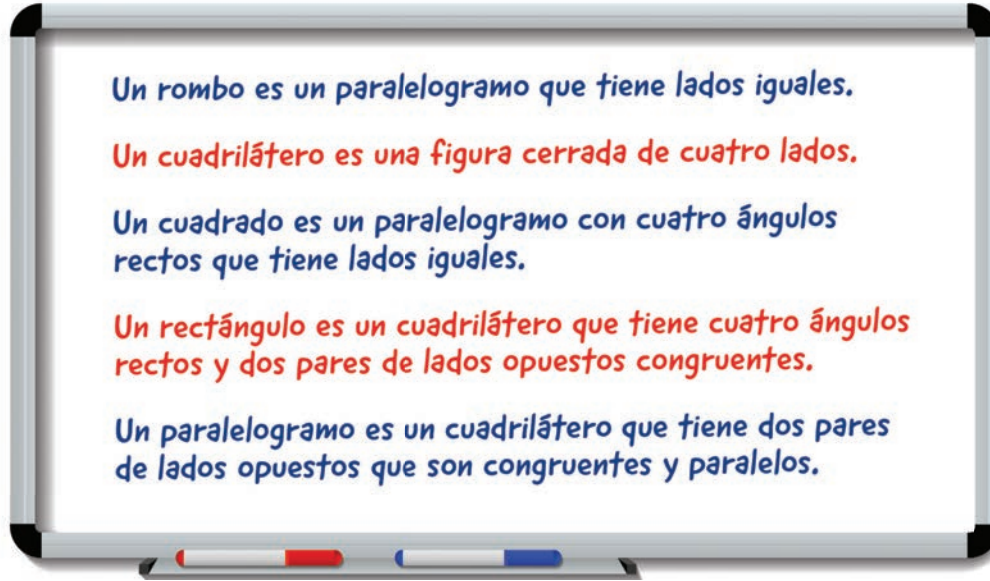 Un rombo es un paralelogramo que tiene lados iguales.
Un cuadrilátero es una figura cerrada de cuatro lados.
Un cuadrado es un paralelogramo con cuatro ángulos
rectos que tiene lados iguales.
Un rectángulo es un cuadrilátero que tiene cuatro ángulos
rectos y dos pares de lados opuestos congruentes.
Un paralelogramo es un cuadrilátero que tiene dos pares
de lados opuestos que son congruentes y paralelos.